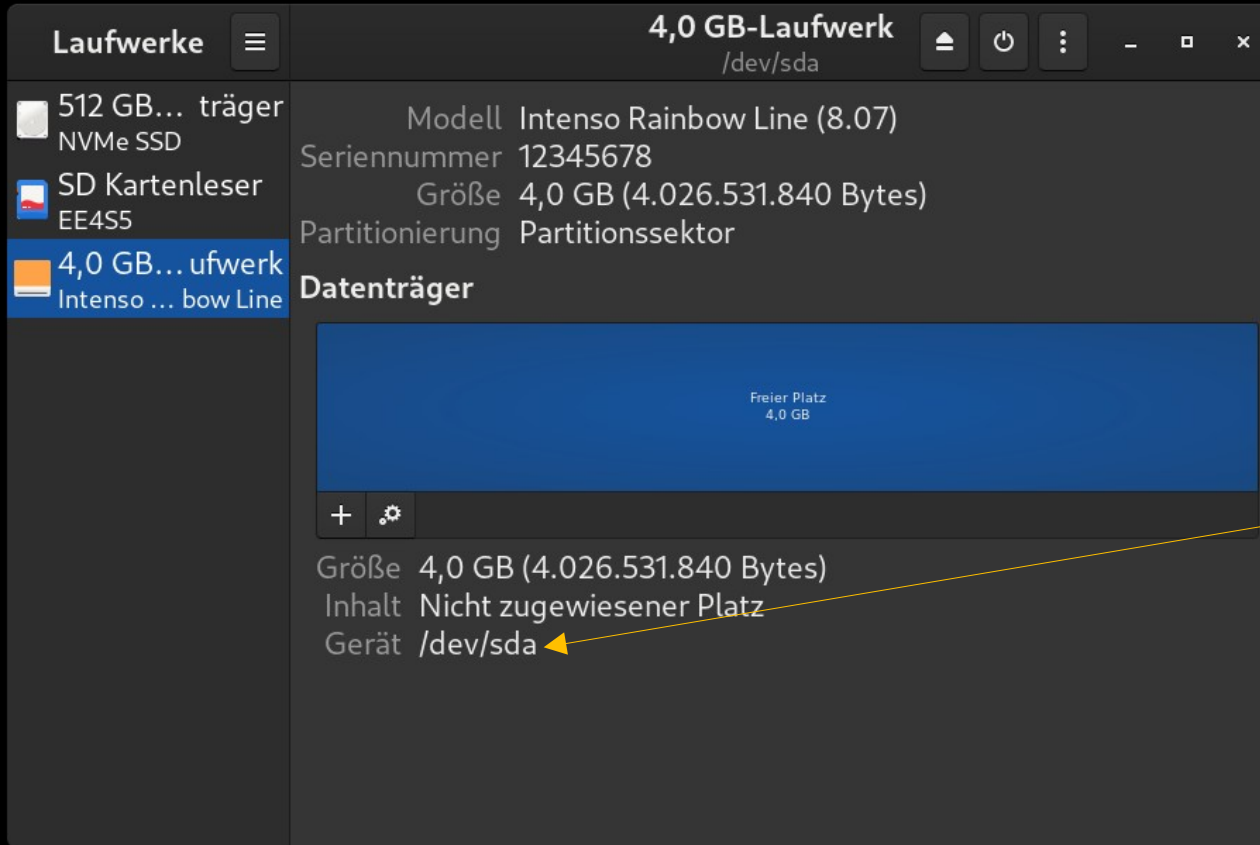 Laufwerke
4,0 GB-Laufwerk
/dev/sda
512 GB… träger
NVMe SSD
SD Kartenleser
EE4S5
4,0 GB… ufwerk
Intenso … bow Line
Modell Intenso Rainbow Line (8.07)
Seriennummer 12345678
Größe 4,0 GB (4.026.531.840 Bytes)
Partitionierung Partitionssektor
Datenträger
Freier Platz
4,0 GB
Größe 4,0 GB (4.026.531.840 Bytes)
Inhalt Nicht zugewiesener Platz
Gerät /dev/sda